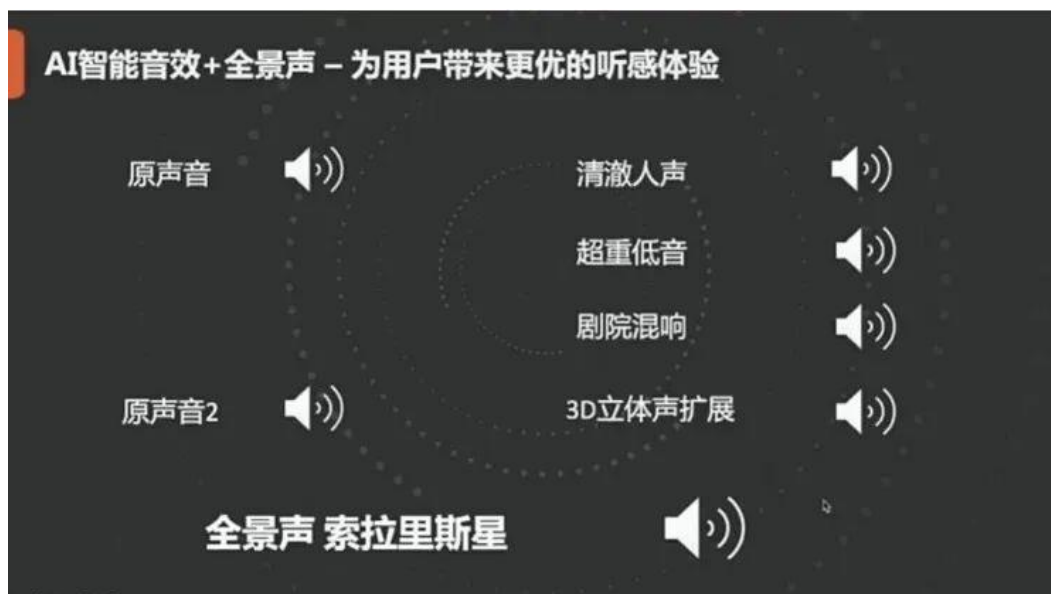 AI智能音效+全景声 – 为用户带来更优的听感体验
原声音
清澈人声
超重低音
剧院混响
原声音2
3D立体声扩展
全景声 索拉里斯星